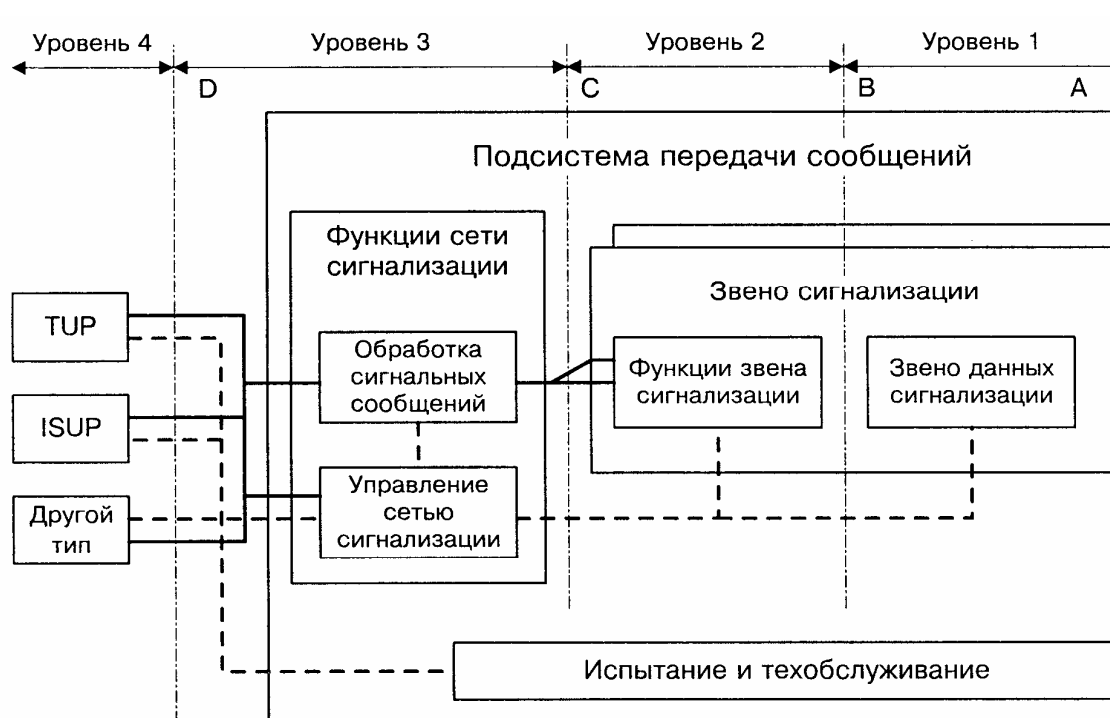 Уровень 4
Уровень 3
Уровень 2
Уровень 1
D
C
B
A
Подсистема передачи сообщений
Функции сети
сигнализации
Звено сигнализации
TUP
Обработка
сигнальных
сообщений
Функции звена
сигнализации
Звено данных
сигнализации
ISUP
Управление
сетью
сигнализации
Другой
тип
Испытание и техобслуживание